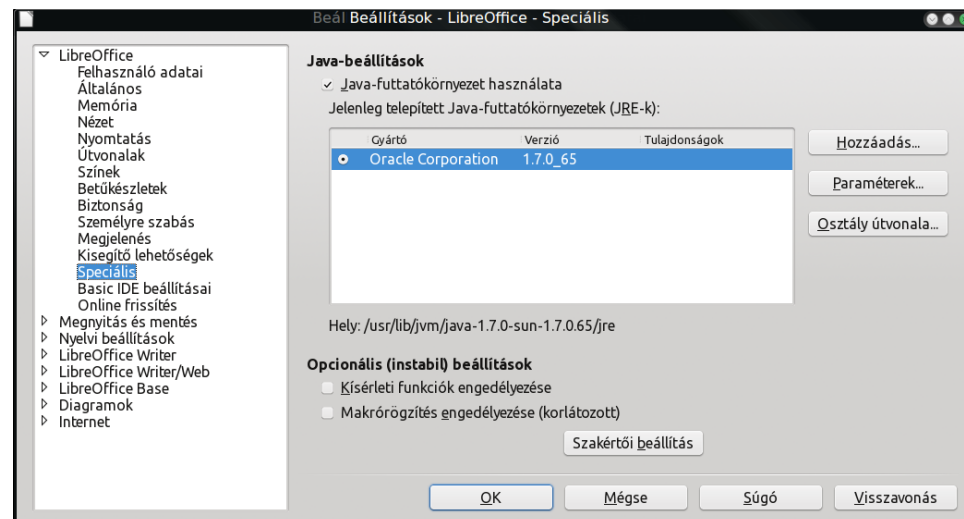 Beál Beállítások - LibreOffice - Speciális
LibreOffice
Felhasználó adatai
Általános
Memória
Nézet
Nyomtatás
Útvonalak
Színek
Betűkészletek
Biztonság
Személyre szabás
Megjelenés
Kisegítő lehetőségek
Speciális
Basic IDE beállításai
Online frissítés
Megnyitás és mentés
Nyelvi beállítások
LibreOffice Writer
LibreOffice Writer/Web
LibreOffice Base
Diagramok
Internet
Java-beállítások
Java-futtatókörnyezet használata
Jelenleg telepített Java-futtatókörnyezetek (JRE-k):
Gyártó Verzió Tulajdonságok
Oracle Corporation 1.7.0_65
Hozzáadás...
Paraméterek...
Osztály útvonala...
Hely: /usr/lib/jvm/java-1.7.0-sun-1.7.0.65/jre
Opcionális (instabil) beállítások
Kísérleti funkciók engedélyezése
Makrórögzítés engedélyezése (korlátozott)
Szakértői beállítás
OK Mégse Súgó Visszavonás